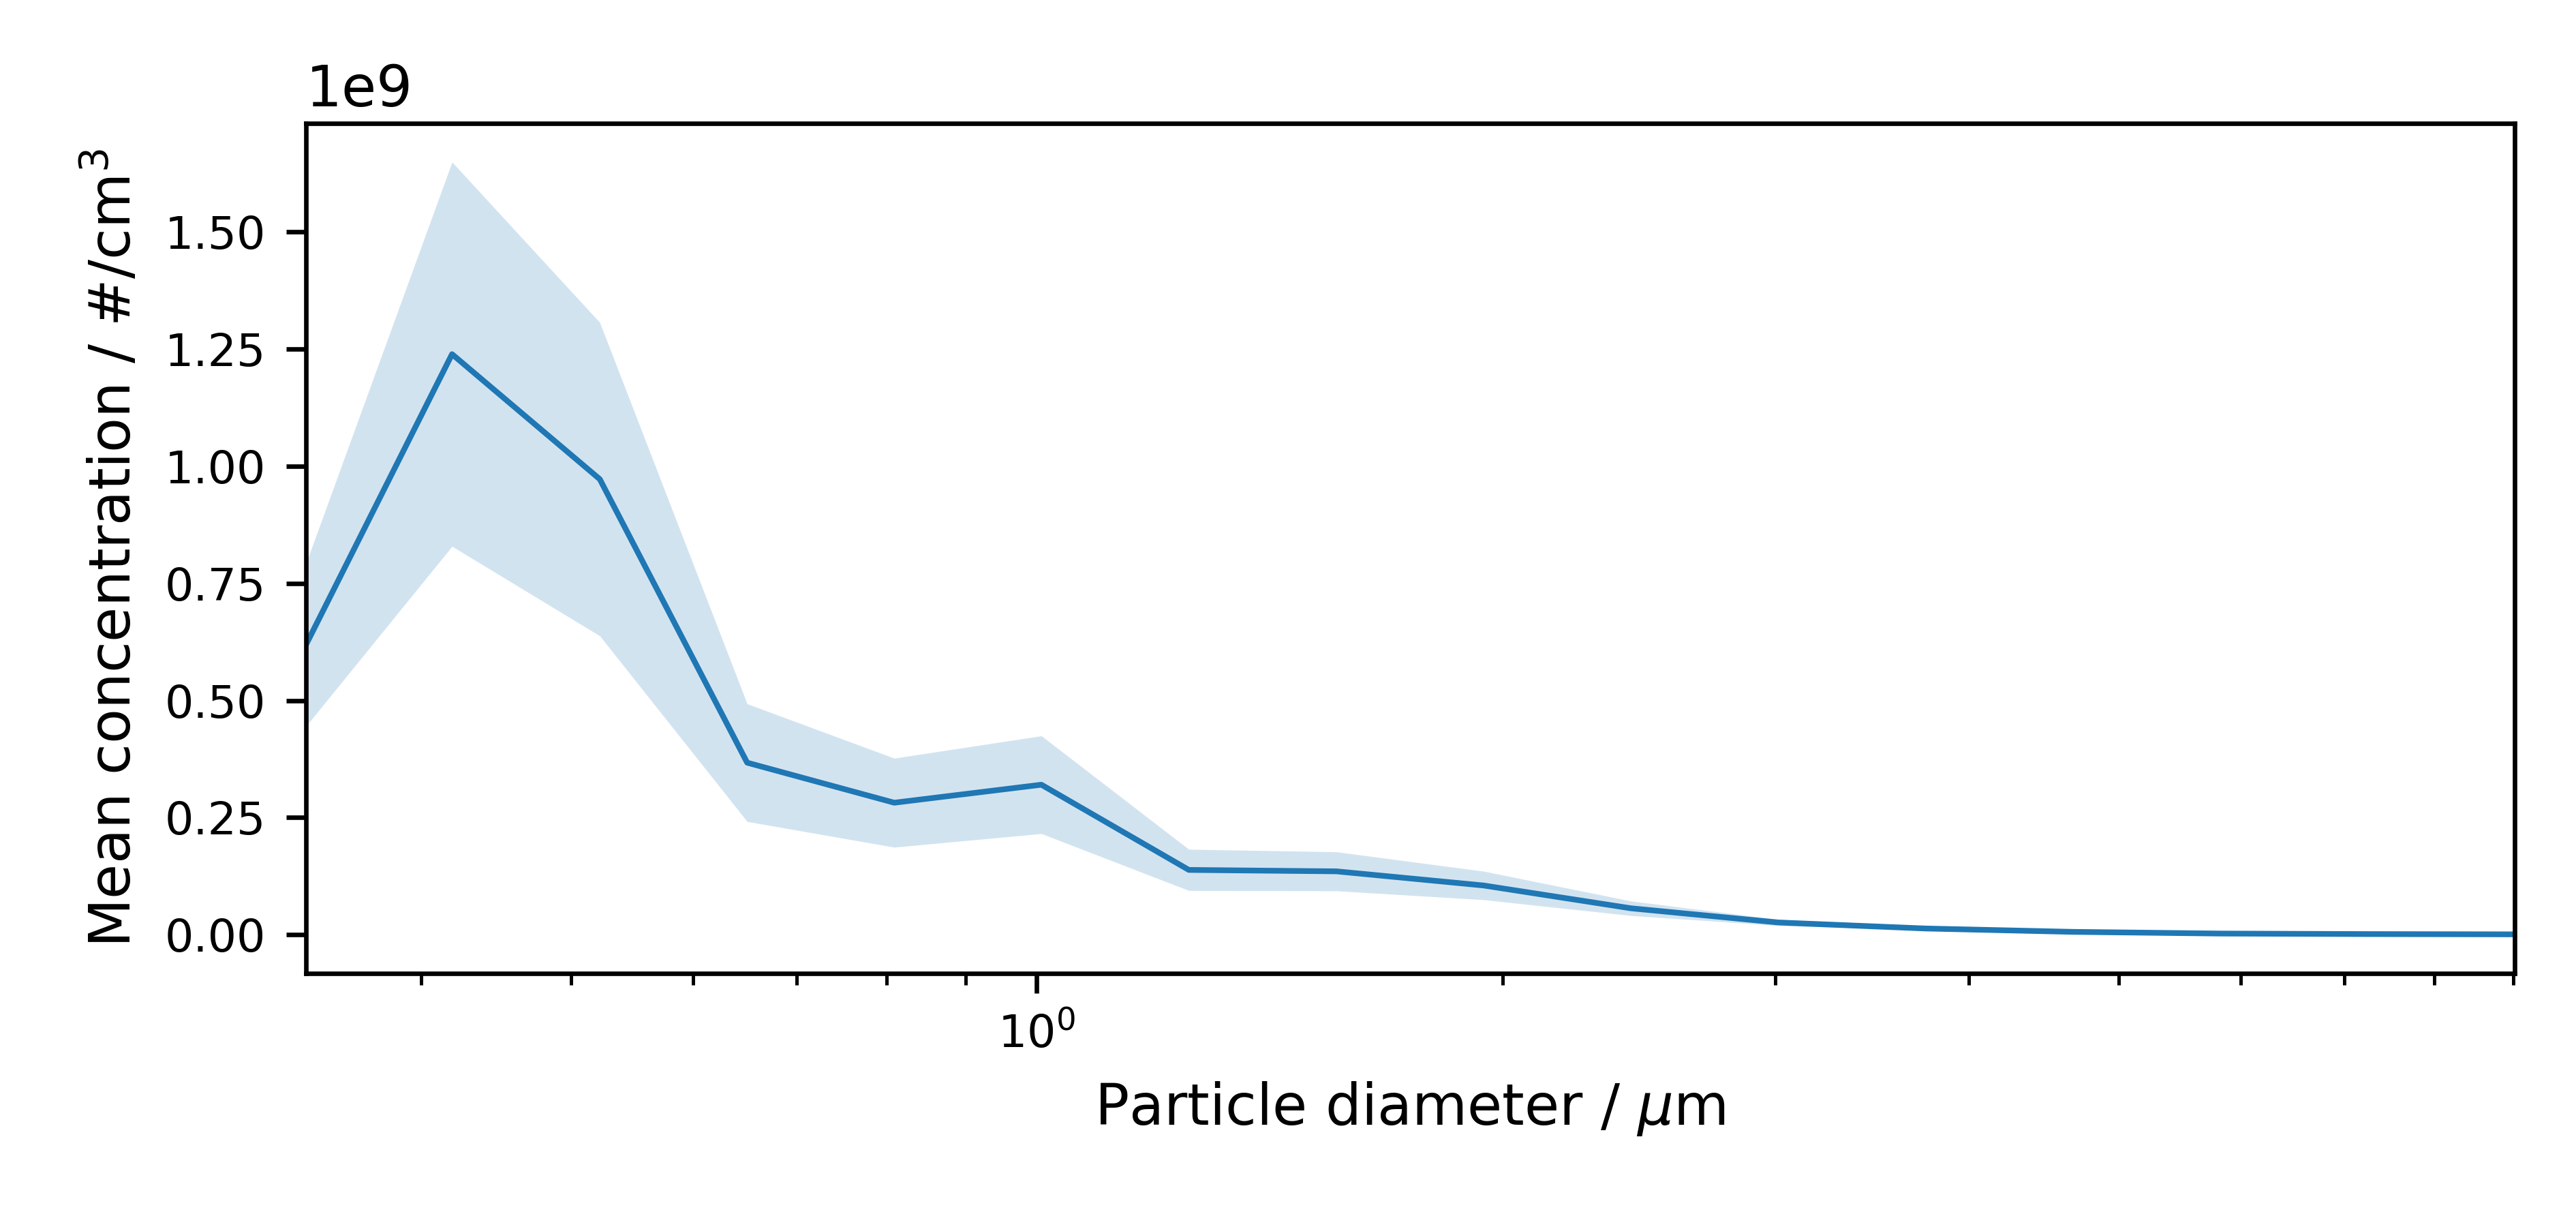 1e9
Mean concentration / #/cm³
1.50
1.25
1.00
0.75
0.50
0.25
0.00
10⁰
Particle diameter / μm